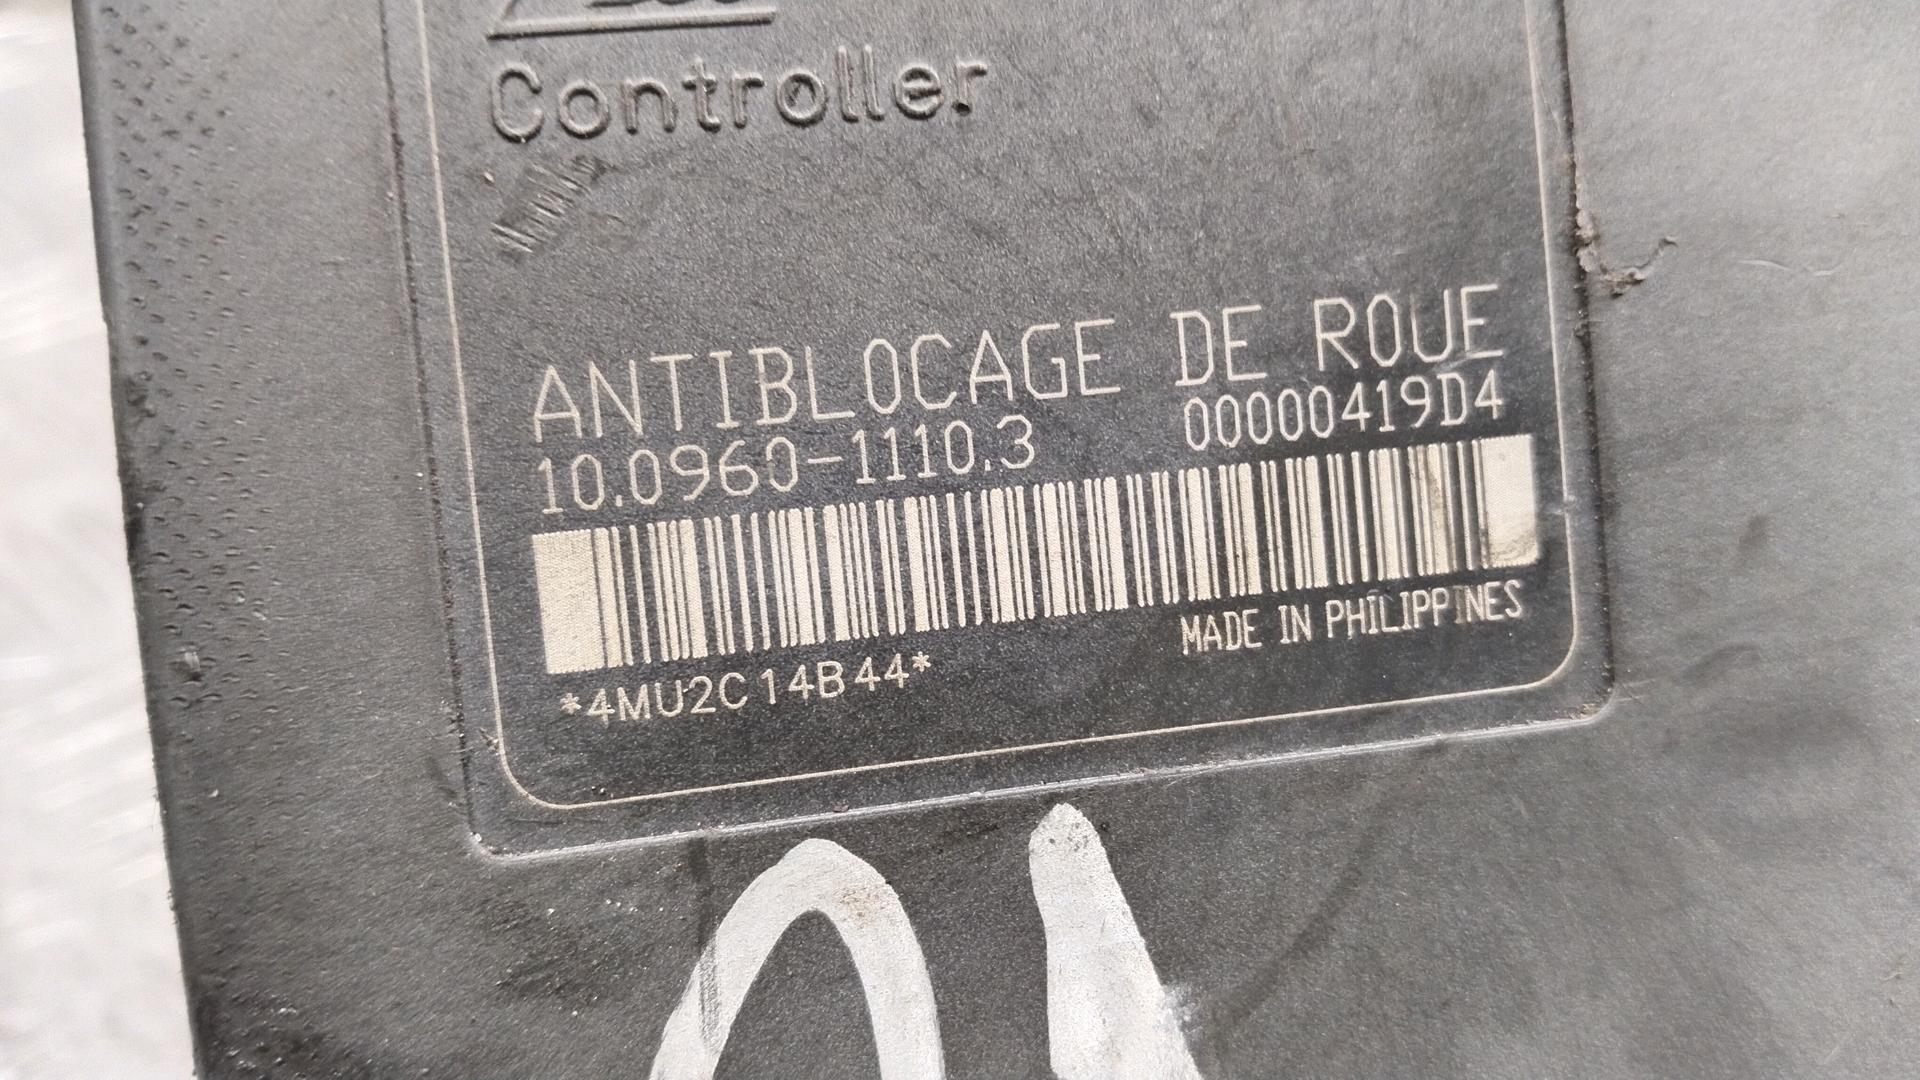 Controller
ANTIBLOCAGE DE ROUE
10.0960-1110.3 00000419D4
*4MU2C14B44*
MADE IN PHILIPPINES